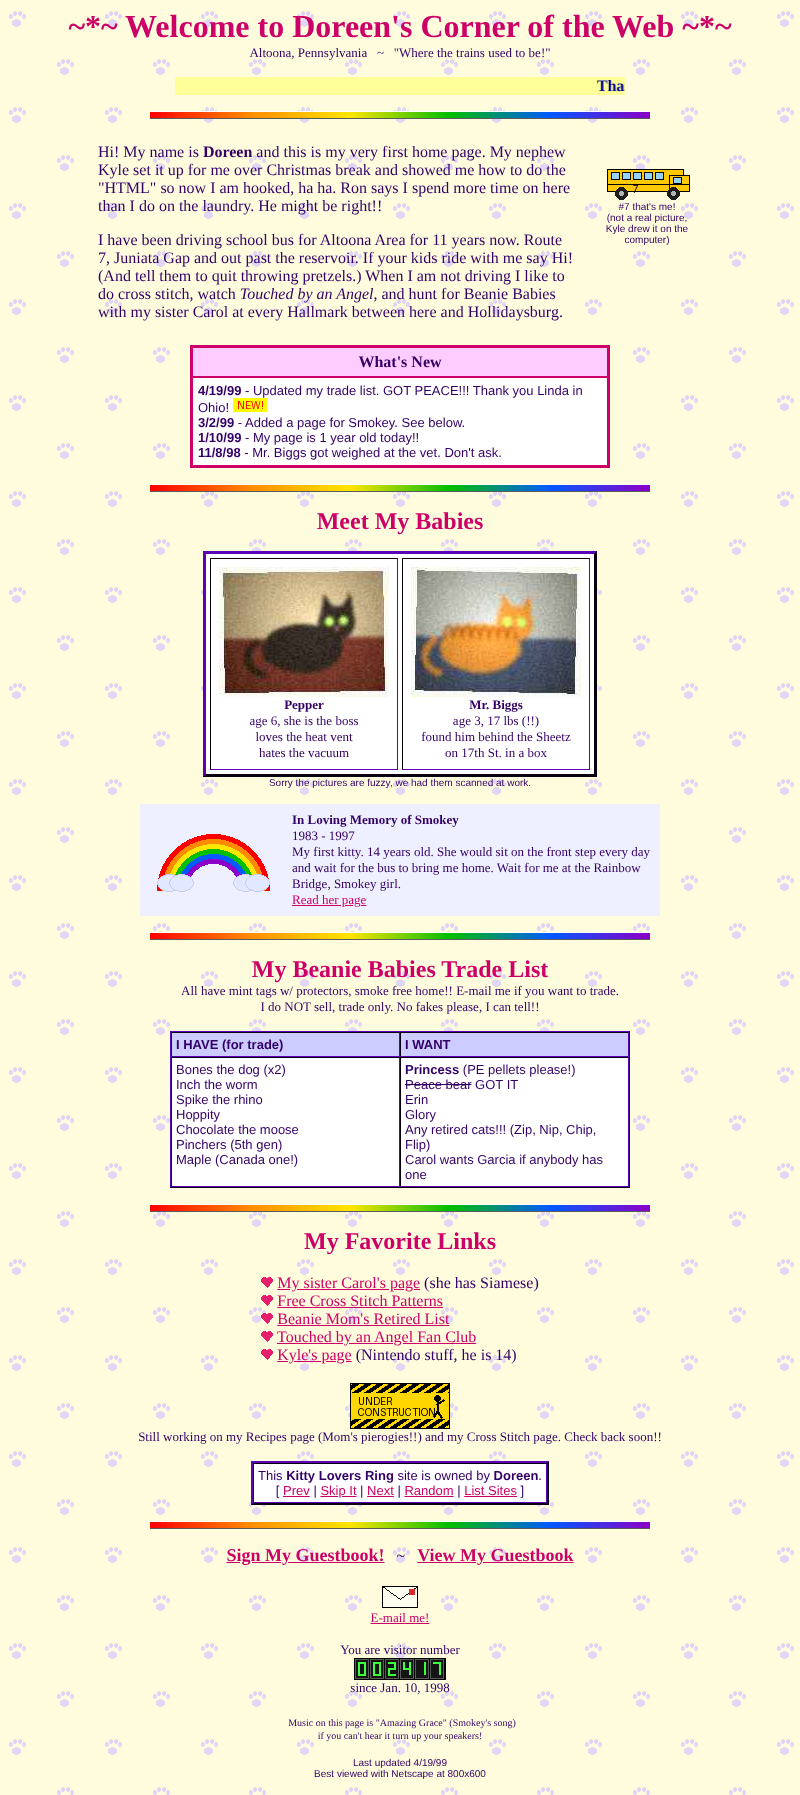 ~*~ Welcome to Doreen's Corner of the Web ~*~
Altoona, Pennsylvania ~ "Where the trains used to be!"
Tha
Hi! My name is Doreen and this is my very first home page. My nephew
Kyle set it up for me over Christmas break and showed me how to do the
"HTML" so now I am hooked, ha ha. Ron says I spend more time on here
than I do on the laundry. He might be right!!
I have been driving school bus for Altoona Area for 11 years now. Route
7, Juniata Gap and out past the reservoir. If your kids ride with me say Hi!
(And tell them to quit throwing pretzels.) When I am not driving I like to
do cross stitch, watch Touched by an Angel, and hunt for Beanie Babies
with my sister Carol at every Hallmark between here and Hollidaysburg.
7
#7 that's me!
(not a real picture,
Kyle drew it on the
computer)
What's New
4/19/99 - Updated my trade list. GOT PEACE!!! Thank you Linda in
Ohio! NEW!
3/2/99 - Added a page for Smokey. See below.
1/10/99 - My page is 1 year old today!!
11/8/98 - Mr. Biggs got weighed at the vet. Don't ask.
Meet My Babies
Pepper
age 6, she is the boss
loves the heat vent
hates the vacuum
Mr. Biggs
age 3, 17 lbs (!!)
found him behind the Sheetz
on 17th St. in a box
Sorry the pictures are fuzzy, we had them scanned at work.
In Loving Memory of Smokey
1983 - 1997
My first kitty. 14 years old. She would sit on the front step every day
and wait for the bus to bring me home. Wait for me at the Rainbow
Bridge, Smokey girl.
Read her page
My Beanie Babies Trade List
All have mint tags w/ protectors, smoke free home!! E-mail me if you want to trade.
I do NOT sell, trade only. No fakes please, I can tell!!
I HAVE (for trade)
Bones the dog (x2)
Inch the worm
Spike the rhino
Hoppity
Chocolate the moose
Pinchers (5th gen)
Maple (Canada one!)
I WANT
Princess (PE pellets please!)
Peace bear GOT IT
Erin
Glory
Any retired cats!!! (Zip, Nip, Chip,
Flip)
Carol wants Garcia if anybody has
one
My Favorite Links
My sister Carol's page (she has Siamese)
Free Cross Stitch Patterns
Beanie Mom's Retired List
Touched by an Angel Fan Club
Kyle's page (Nintendo stuff, he is 14)
UNDER
CONSTRUCTION
Still working on my Recipes page (Mom's pierogies!!) and my Cross Stitch page. Check back soon!!
This Kitty Lovers Ring site is owned by Doreen.
[ Prev | Skip It | Next | Random | List Sites ]
Sign My Guestbook! ~ View My Guestbook
E-mail me!
You are visitor number
002417
since Jan. 10, 1998
Music on this page is "Amazing Grace" (Smokey's song)
if you can't hear it turn up your speakers!
Last updated 4/19/99
Best viewed with Netscape at 800x600